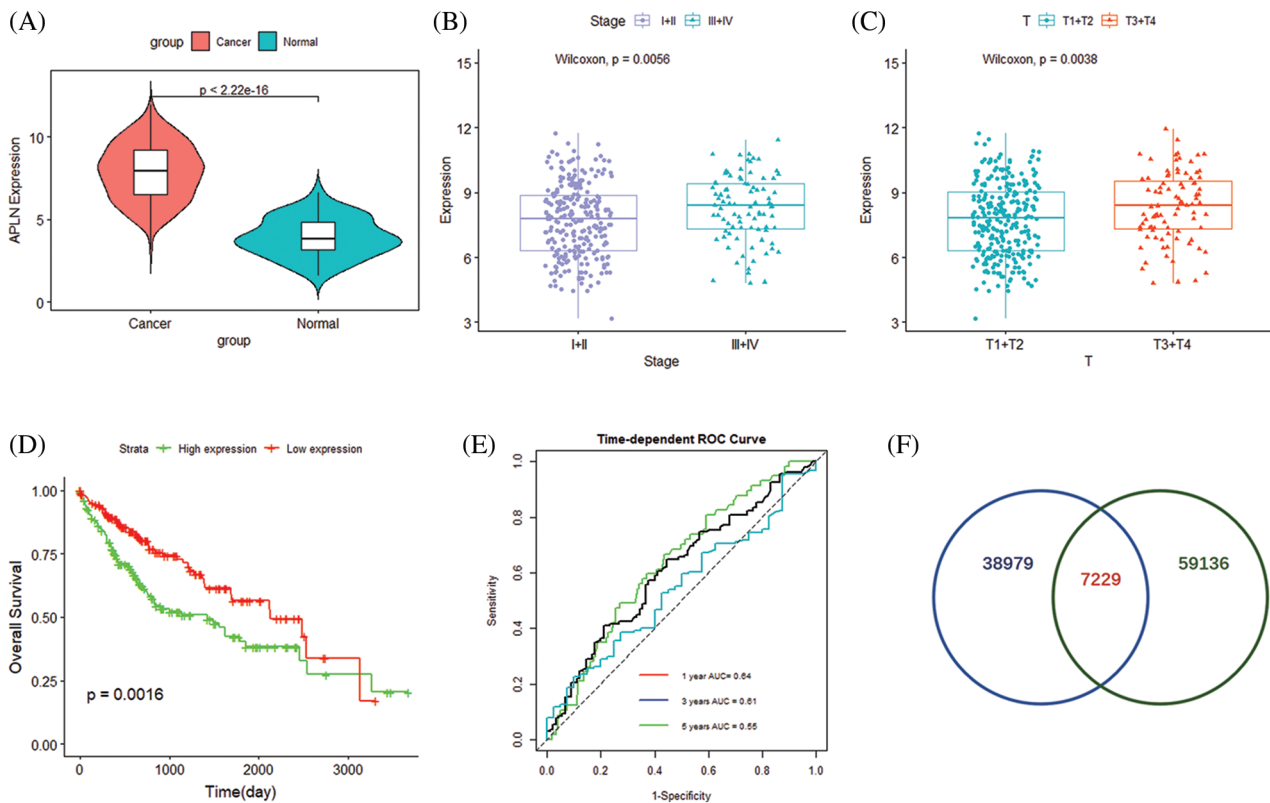 (A)
group Cancer Normal
p < 2.22e-16
APLN Expression
10
5
0
Cancer Normal
group
(B)
Stage I+II III+IV
Wilcoxon, p = 0.0056
Expression
15
12
9
6
3
I+II III+IV
Stage
(C)
T T1+T2 T3+T4
Wilcoxon, p = 0.0038
Expression
15
12
9
6
3
T1+T2 T3+T4
T
(D)
Strata High expression Low expression
Overall Survival
1.00
0.75
0.50
0.25
0.00
p = 0.0016
0 1000 2000 3000
Time(day)
(E)
Time-dependent ROC Curve
Sensitivity
1.0
0.8
0.6
0.4
0.2
0.0
1 year AUC= 0.64
3 years AUC = 0.61
5 years AUC = 0.55
0.0 0.2 0.4 0.6 0.8 1.0
1-Specificity
(F)
38979 7229 59136